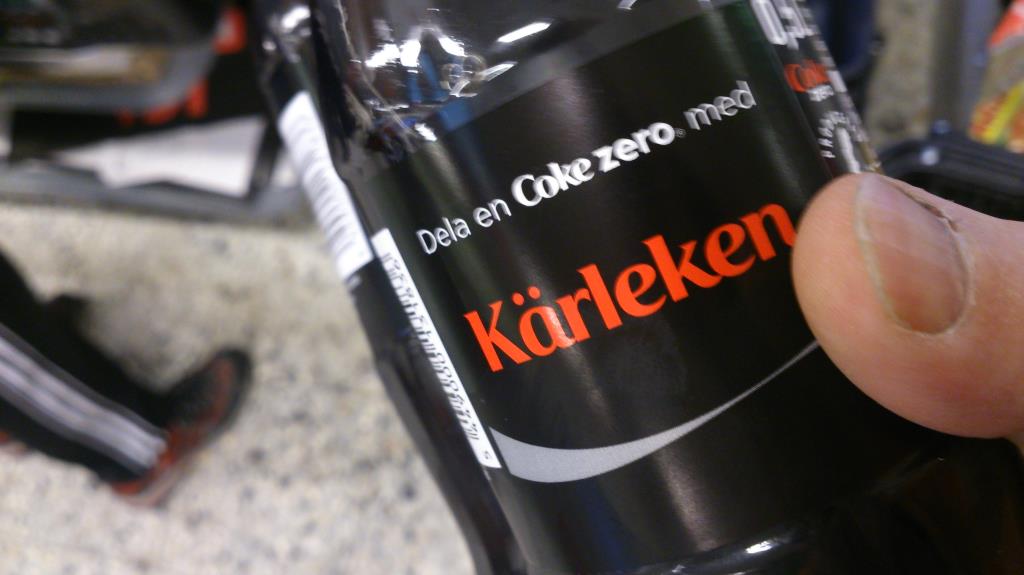 Dela en Coke zero® med
Kärleken